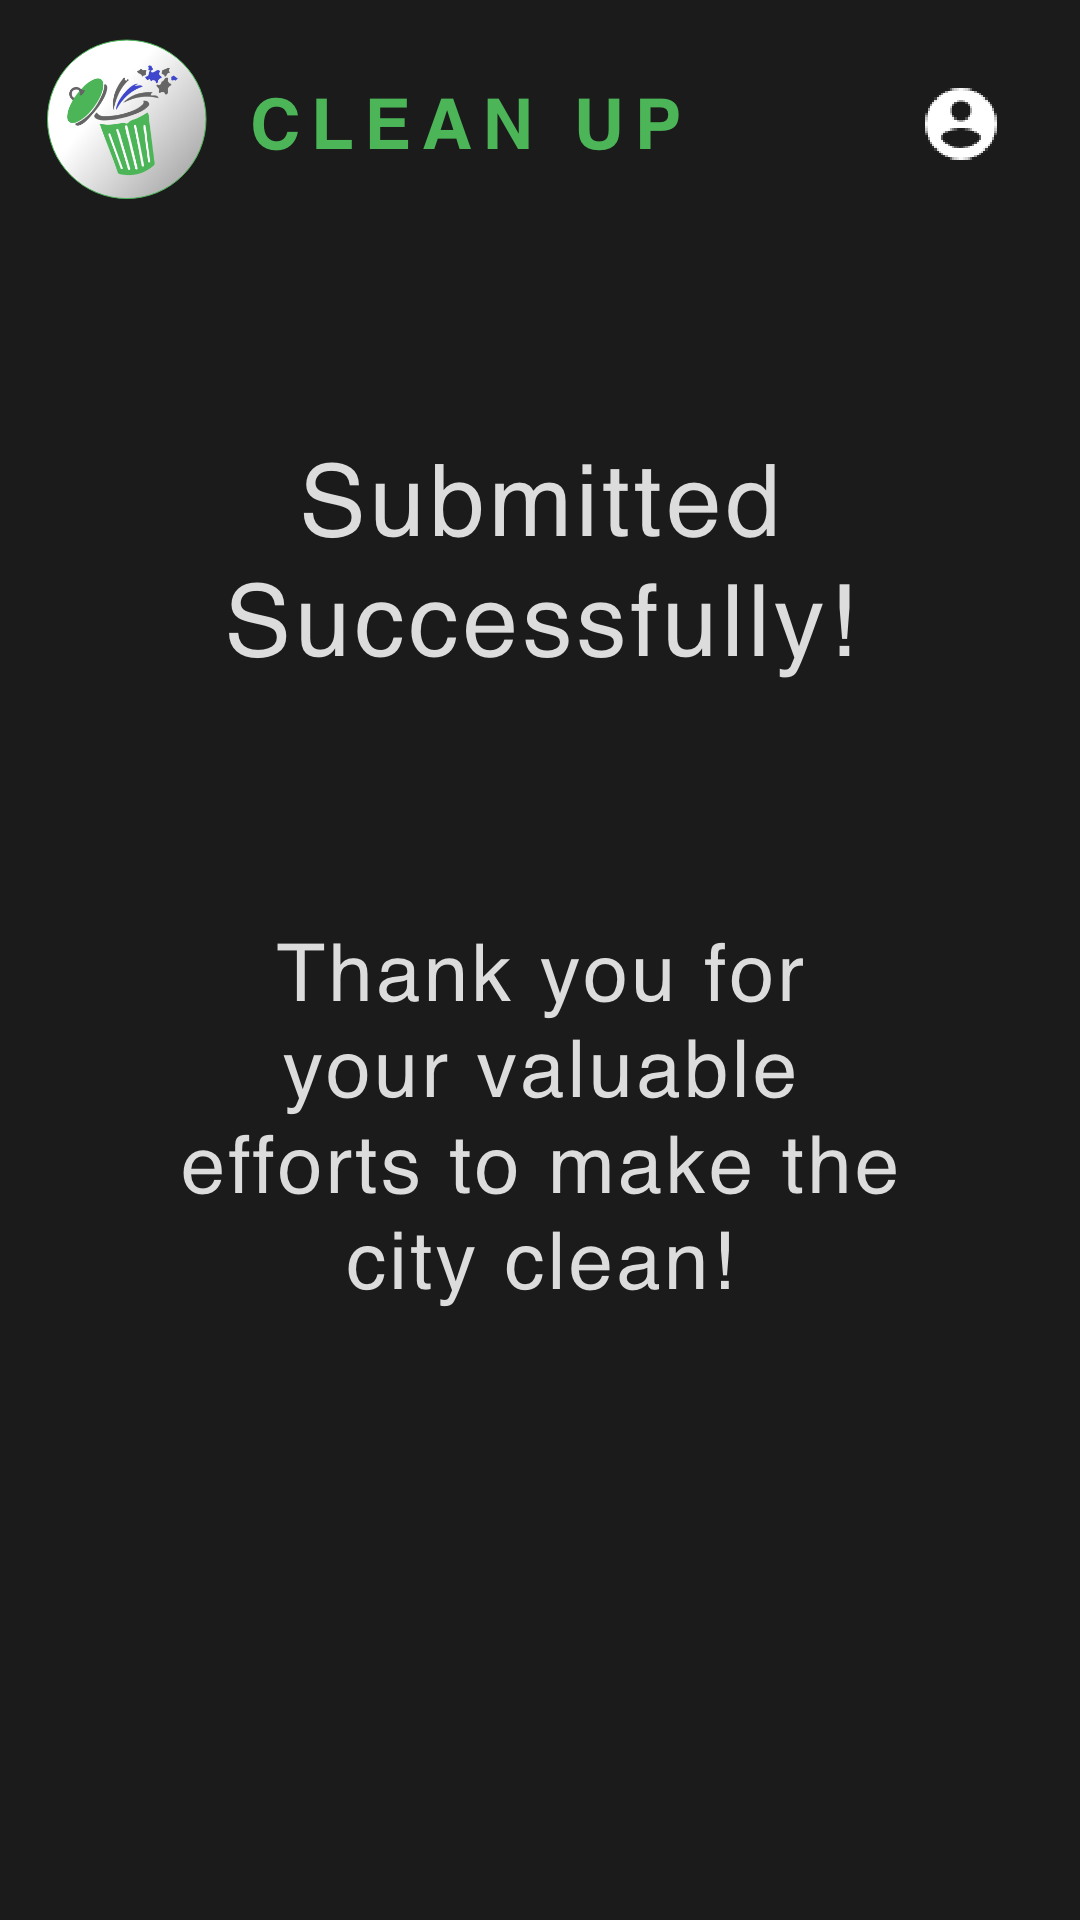 CLEAN UP
Submitted
Successfully!
Thank you for
your valuable
efforts to make the
city clean!